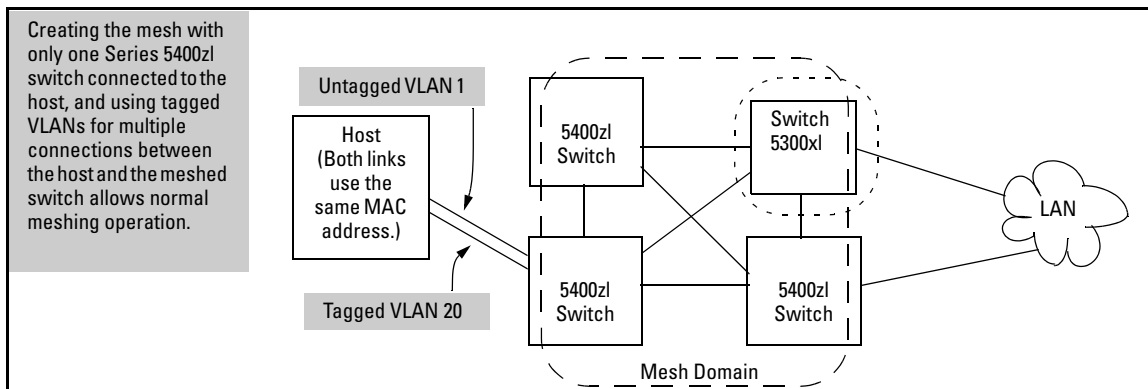 Creating the mesh with
only one Series 5400zl
switch connected to the
host, and using tagged
VLANs for multiple
connections between
the host and the meshed
switch allows normal
meshing operation.
Untagged VLAN 1
Host
(Both links
use the
same MAC
address.)
Tagged VLAN 20
5400zl
Switch
Switch
5300xl
5400zl
Switch
5400zl
Switch
LAN
Mesh Domain